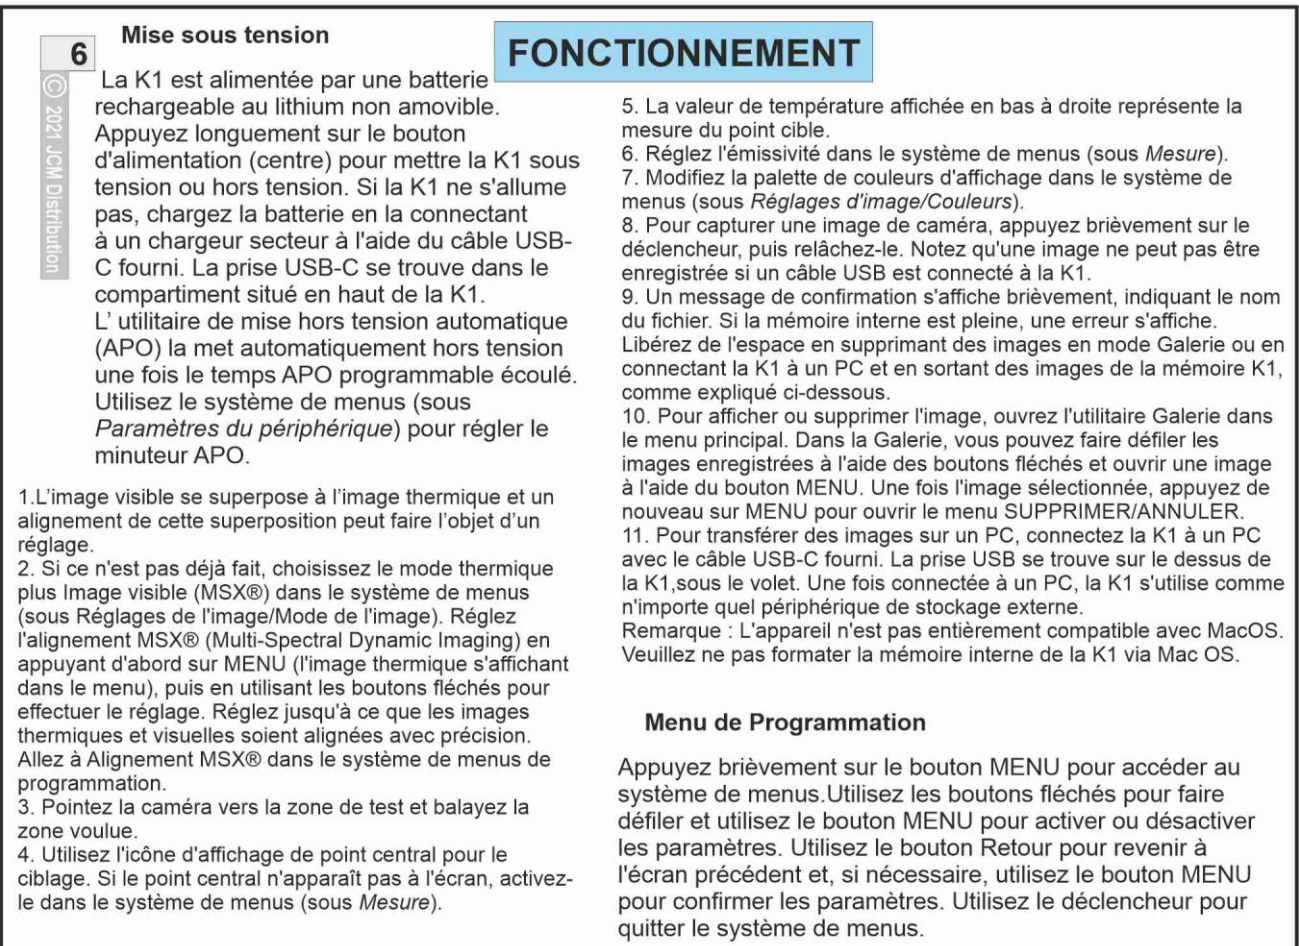 6
© 2021 JCM Distribution
Mise sous tension
FONCTIONNEMENT
La K1 est alimentée par une batterie
rechargeable au lithium non amovible.
Appuyez longuement sur le bouton
d'alimentation (centre) pour mettre la K1 sous
tension ou hors tension. Si la K1 ne s'allume
pas, chargez la batterie en la connectant
à un chargeur secteur à l'aide du câble USB-
C fourni. La prise USB-C se trouve dans le
compartiment situé en haut de la K1.
L' utilitaire de mise hors tension automatique
(APO) la met automatiquement hors tension
une fois le temps APO programmable écoulé.
Utilisez le système de menus (sous
Paramètres du périphérique) pour régler le
minuteur APO.
1.L’image visible se superpose à l’image thermique et un
alignement de cette superposition peut faire l’objet d’un
réglage.
2. Si ce n'est pas déjà fait, choisissez le mode thermique
plus Image visible (MSX®) dans le système de menus
(sous Réglages de l'image/Mode de l'image). Réglez
l'alignement MSX® (Multi-Spectral Dynamic Imaging) en
appuyant d'abord sur MENU (l'image thermique s'affichant
dans le menu), puis en utilisant les boutons fléchés pour
effectuer le réglage. Réglez jusqu'à ce que les images
thermiques et visuelles soient alignées avec précision.
Allez à Alignement MSX® dans le système de menus de
programmation.
3. Pointez la caméra vers la zone de test et balayez la
zone voulue.
4. Utilisez l'icône d'affichage de point central pour le
ciblage. Si le point central n'apparaît pas à l'écran, activez-
le dans le système de menus (sous Mesure).
5. La valeur de température affichée en bas à droite représente la
mesure du point cible.
6. Réglez l'émissivité dans le système de menus (sous Mesure).
7. Modifiez la palette de couleurs d'affichage dans le système de
menus (sous Réglages d'image/Couleurs).
8. Pour capturer une image de caméra, appuyez brièvement sur le
déclencheur, puis relâchez-le. Notez qu'une image ne peut pas être
enregistrée si un câble USB est connecté à la K1.
9. Un message de confirmation s'affiche brièvement, indiquant le nom
du fichier. Si la mémoire interne est pleine, une erreur s'affiche.
Libérez de l'espace en supprimant des images en mode Galerie ou en
connectant la K1 à un PC et en sortant des images de la mémoire K1,
comme expliqué ci-dessous.
10. Pour afficher ou supprimer l'image, ouvrez l'utilitaire Galerie dans
le menu principal. Dans la Galerie, vous pouvez faire défiler les
images enregistrées à l'aide des boutons fléchés et ouvrir une image
à l'aide du bouton MENU. Une fois l'image sélectionnée, appuyez de
nouveau sur MENU pour ouvrir le menu SUPPRIMER/ANNULER.
11. Pour transférer des images sur un PC, connectez la K1 à un PC
avec le câble USB-C fourni. La prise USB se trouve sur le dessus de
la K1,sous le volet. Une fois connectée à un PC, la K1 s'utilise comme
n'importe quel périphérique de stockage externe.
Remarque : L'appareil n'est pas entièrement compatible avec MacOS.
Veuillez ne pas formater la mémoire interne de la K1 via Mac OS.
Menu de Programmation
Appuyez brièvement sur le bouton MENU pour accéder au
système de menus.Utilisez les boutons fléchés pour faire
défiler et utilisez le bouton MENU pour activer ou désactiver
les paramètres. Utilisez le bouton Retour pour revenir à
l'écran précédent et, si nécessaire, utilisez le bouton MENU
pour confirmer les paramètres. Utilisez le déclencheur pour
quitter le système de menus.